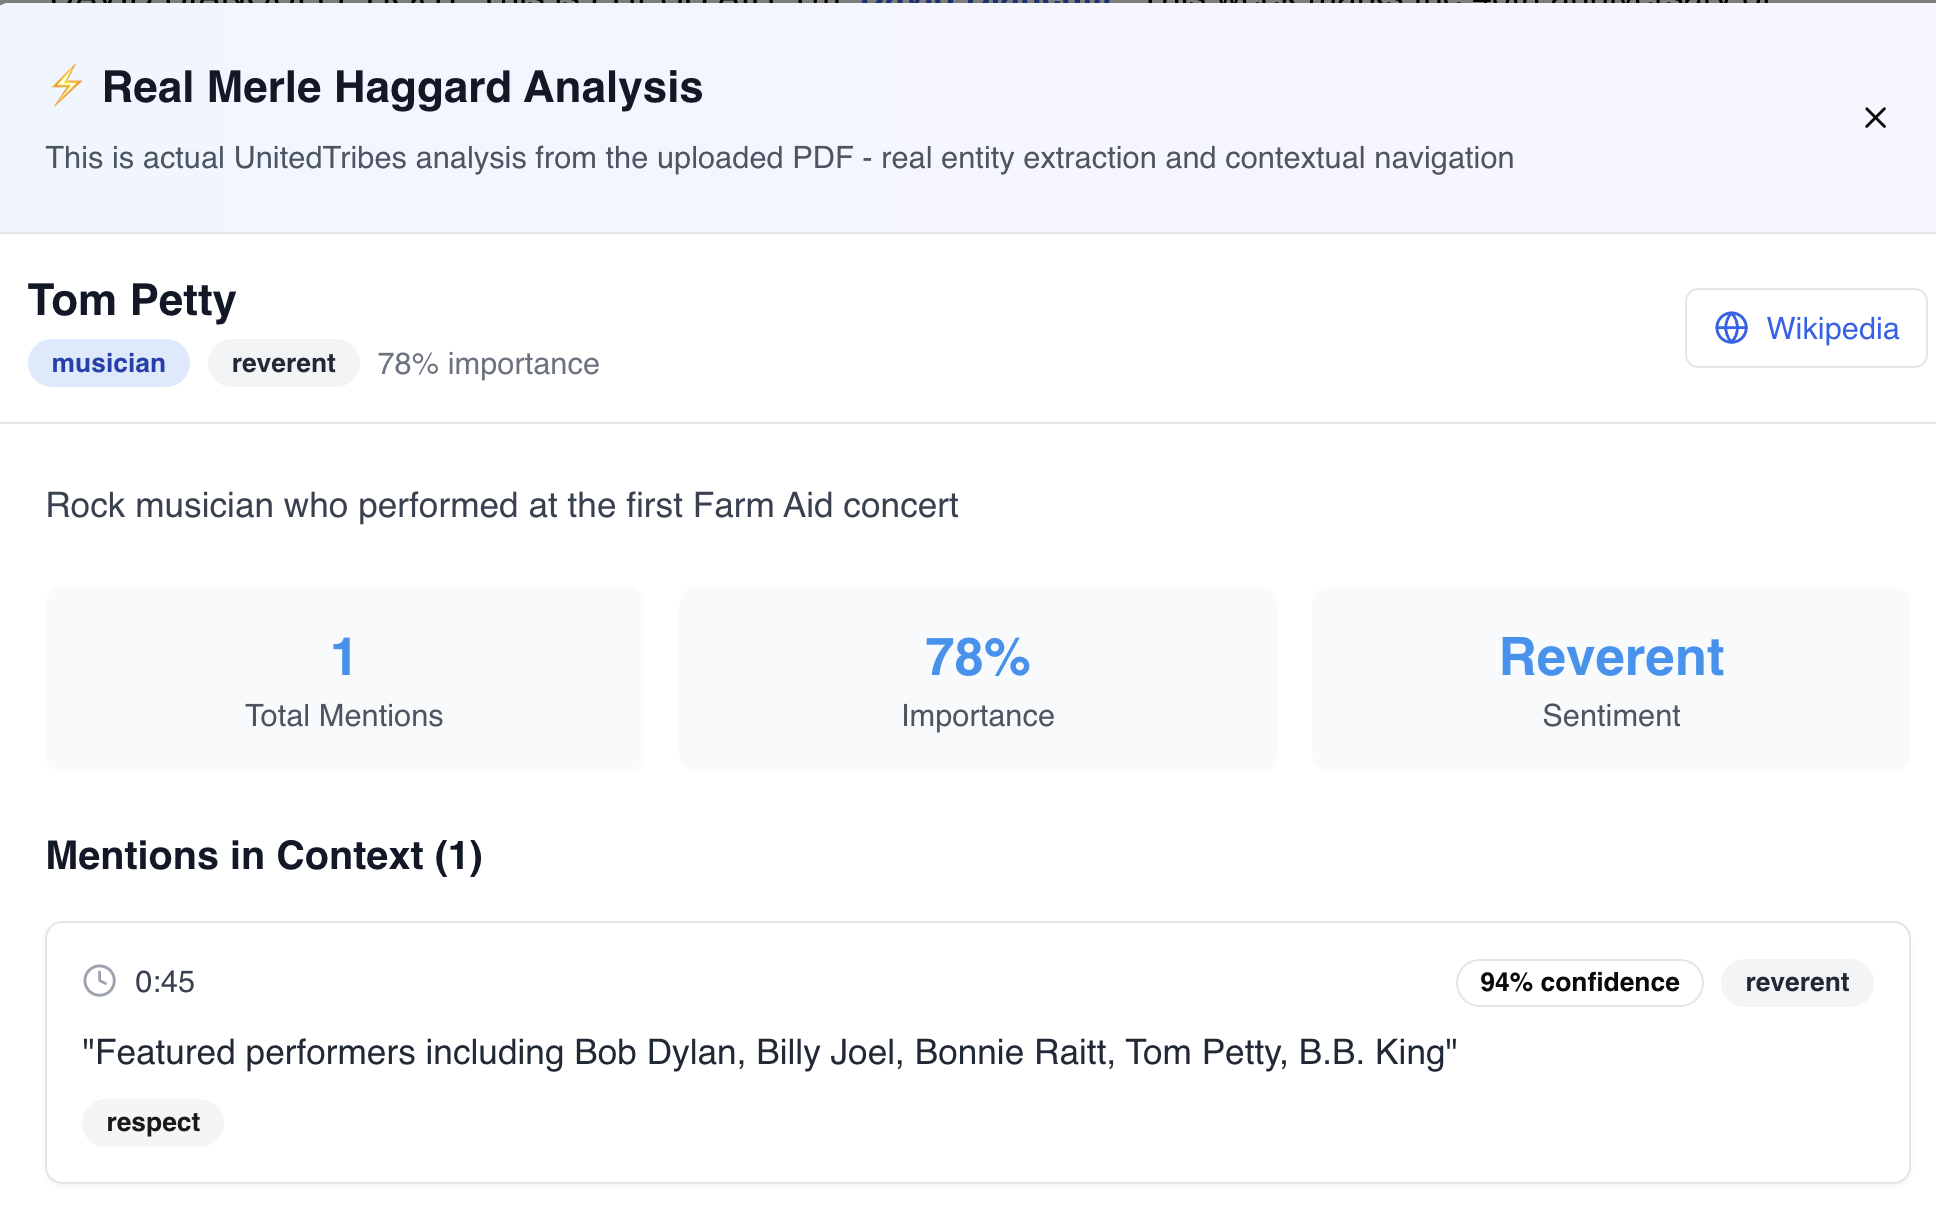 Real Merle Haggard Analysis
This is actual UnitedTribes analysis from the uploaded PDF - real entity extraction and contextual navigation
Tom Petty
Wikipedia
musician reverent 78% importance
Rock musician who performed at the first Farm Aid concert
1 78% Reverent
Total Mentions Importance Sentiment
Mentions in Context (1)
0:45 94% confidence reverent
"Featured performers including Bob Dylan, Billy Joel, Bonnie Raitt, Tom Petty, B.B. King"
respect